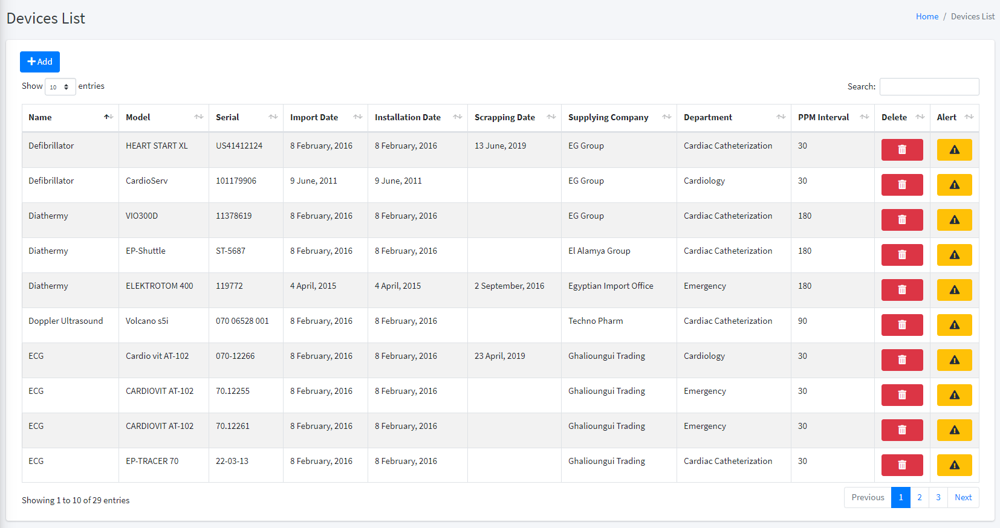 Devices List
Home / Devices List
Add
Show 10 entries
Search:
Name Model Serial Import Date Installation Date Scrapping Date Supplying Company Department PPM Interval Delete Alert
Defibrillator HEART START XL US41412124 8 February, 2016 8 February, 2016 13 June, 2019 EG Group Cardiac Catheterization 30
Defibrillator CardioServ 101179906 9 June, 2011 9 June, 2011 EG Group Cardiology 30
Diathermy VIO300D 11378619 8 February, 2016 8 February, 2016 EG Group Cardiac Catheterization 180
Diathermy EP-Shuttle ST-5687 8 February, 2016 8 February, 2016 El Alamya Group Cardiac Catheterization 180
Diathermy ELEKTROTOM 400 119772 4 April, 2015 4 April, 2015 2 September, 2016 Egyptian Import Office Emergency 180
Doppler Ultrasound Volcano s5i 070 06528 001 8 February, 2016 8 February, 2016 Techno Pharm Cardiac Catheterization 90
ECG Cardio vit AT-102 070-12266 8 February, 2016 8 February, 2016 23 April, 2019 Ghalioungui Trading Cardiology 30
ECG CARDIOVIT AT-102 70.12255 8 February, 2016 8 February, 2016 Ghalioungui Trading Emergency 30
ECG CARDIOVIT AT-102 70.12261 8 February, 2016 8 February, 2016 Ghalioungui Trading Emergency 30
ECG EP-TRACER 70 22-03-13 8 February, 2016 8 February, 2016 Ghalioungui Trading Cardiac Catheterization 30
Showing 1 to 10 of 29 entries
Previous 1 2 3 Next